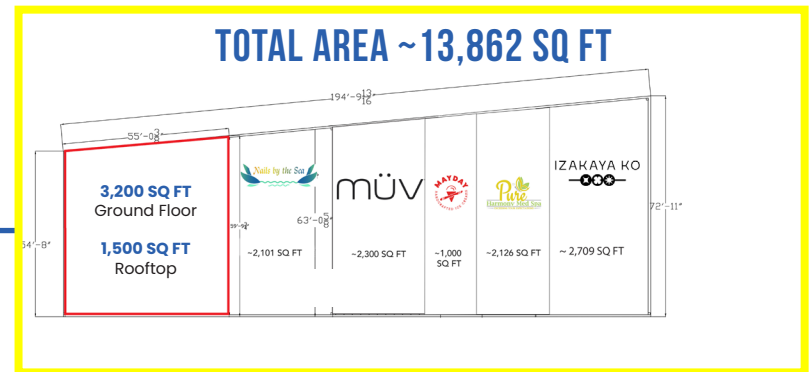 TOTAL AREA ~13,862 SQ FT
194'-9 13/16
55'-0 3/8
3,200 SQ FT
Ground Floor
1,500 SQ FT
Rooftop
Nails by the Sea
~2,101 SQ FT
63'-0 5/8
müv
~2,300 SQ FT
MAYDAY
~1,000
SQ FT
Pure
Harmony Med Spa
~2,126 SQ FT
IZAKAYA KO
~ 2,709 SQ FT
72'-11"